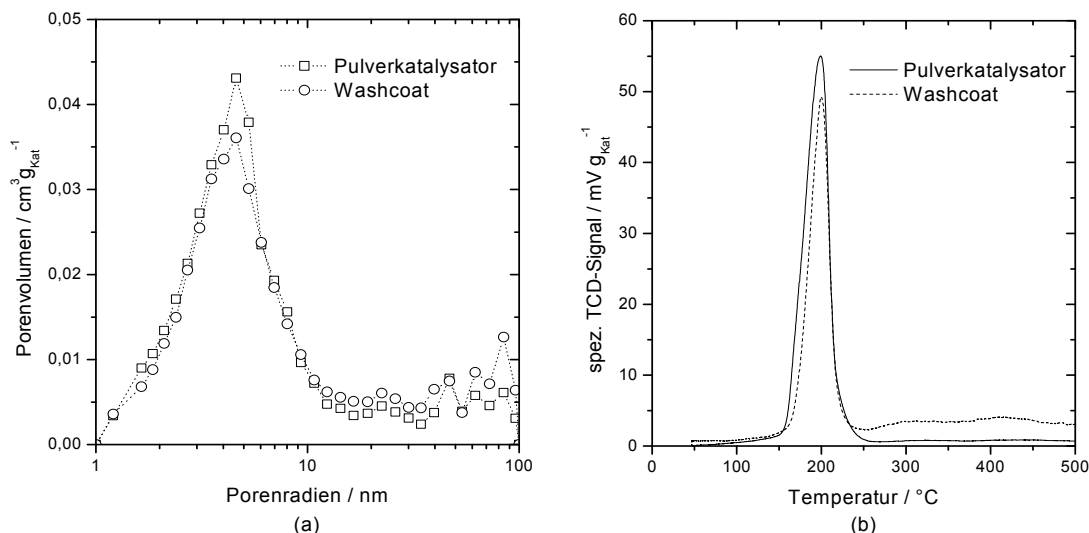 0,05
0,04
0,03
0,02
0,01
0,00
Porenvolumen / cm³g_Kat⁻¹
Pulverkatalysator
Washcoat
1
10
100
Porenradien / nm
(a)
60
50
40
30
20
10
0
spez. TCD-Signal / mV g_Kat⁻¹
Pulverkatalysator
Washcoat
0
100
200
300
400
500
Temperatur / °C
(b)